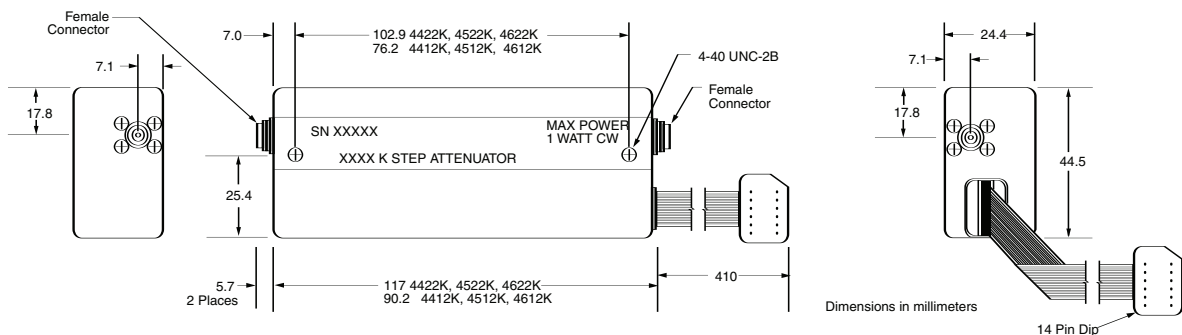 Female
Connector
7.0
102.9 4422K, 4522K, 4622K
76.2 4412K, 4512K, 4612K
24.4
7.1
4-40 UNC-2B
7.1
Female
Connector
17.8
17.8
SN XXXXX
MAX POWER
1 WATT CW
XXXX K STEP ATTENUATOR
44.5
25.4
5.7
2 Places
117 4422K, 4522K, 4622K
90.2 4412K, 4512K, 4612K
410
Dimensions in millimeters
14 Pin Dip